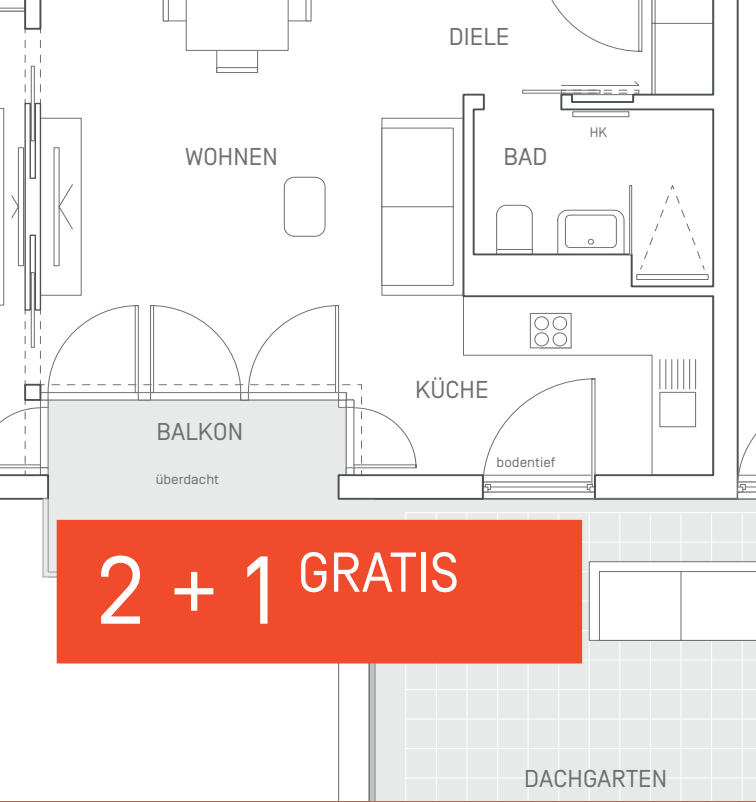 DIELE
HK
WOHNEN
BAD
KÜCHE
BALKON
bodentief
überdacht
2 + 1 GRATIS
DACHGARTEN